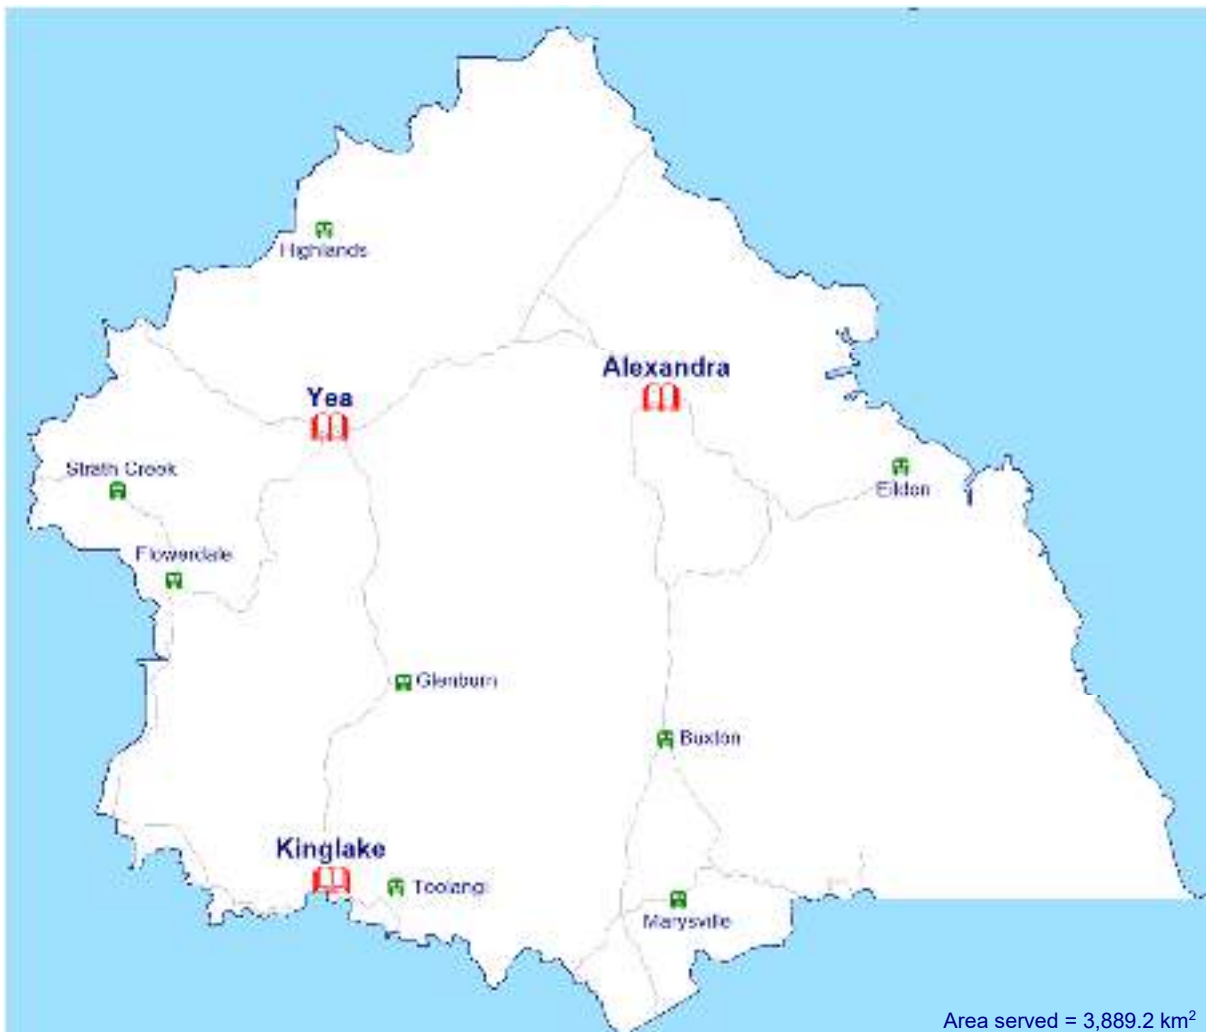 Highlands
Alexandra
Yea
Strath Creek
Eildon
Flowerdale
Glenburn
Buxton
Kinglake
Toolangi
Marysville
Area served = 3,889.2 km²